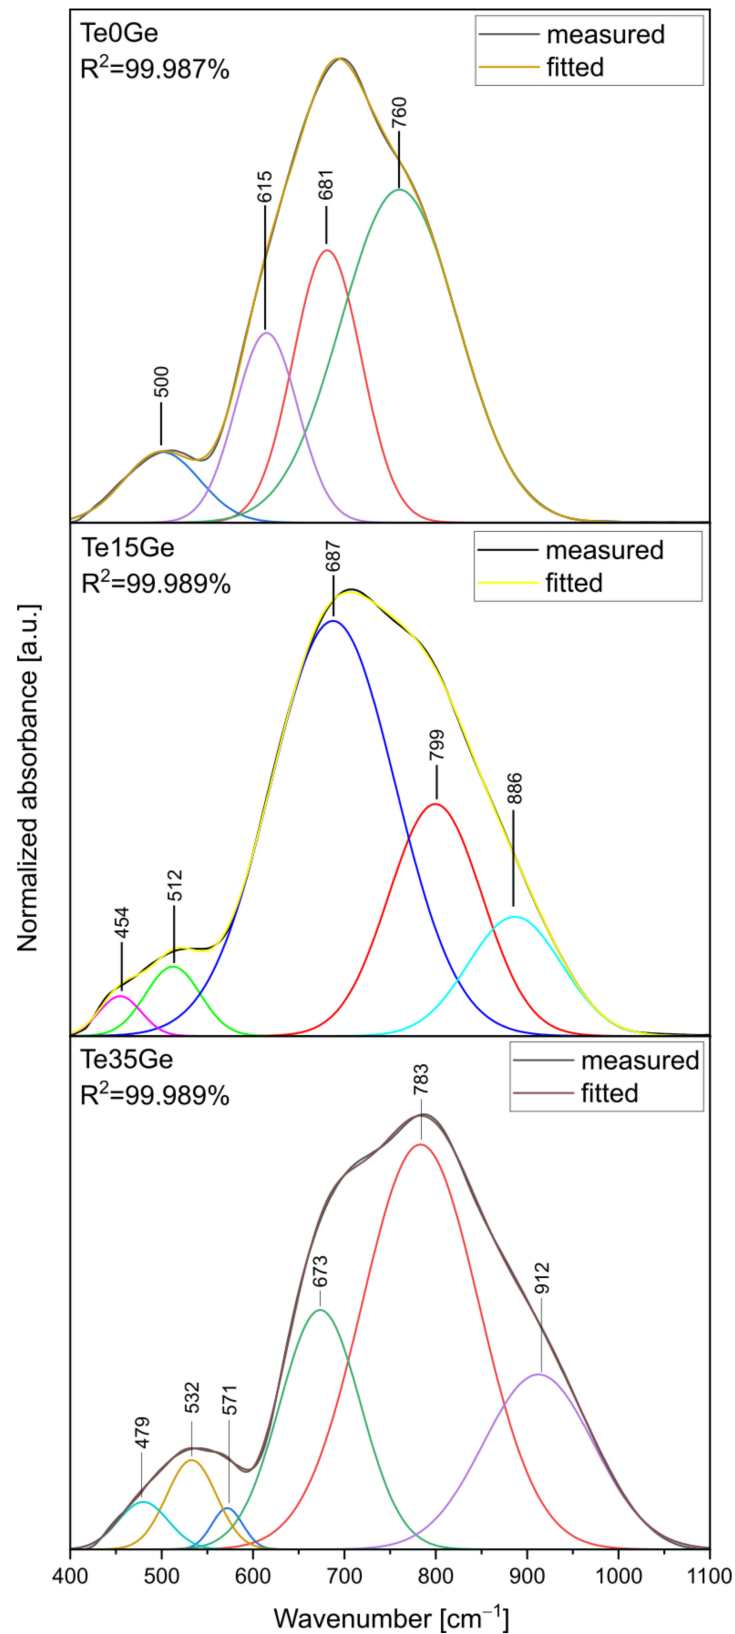 Te0Ge
R²=99.987%
measured
fitted
500
615
681
760
Te15Ge
R²=99.989%
measured
fitted
454
512
687
799
886
Te35Ge
R²=99.989%
measured
fitted
479
532
571
673
783
912
Normalized absorbance [a.u.]
400 500 600 700 800 900 1000 1100
Wavenumber [cm⁻¹]